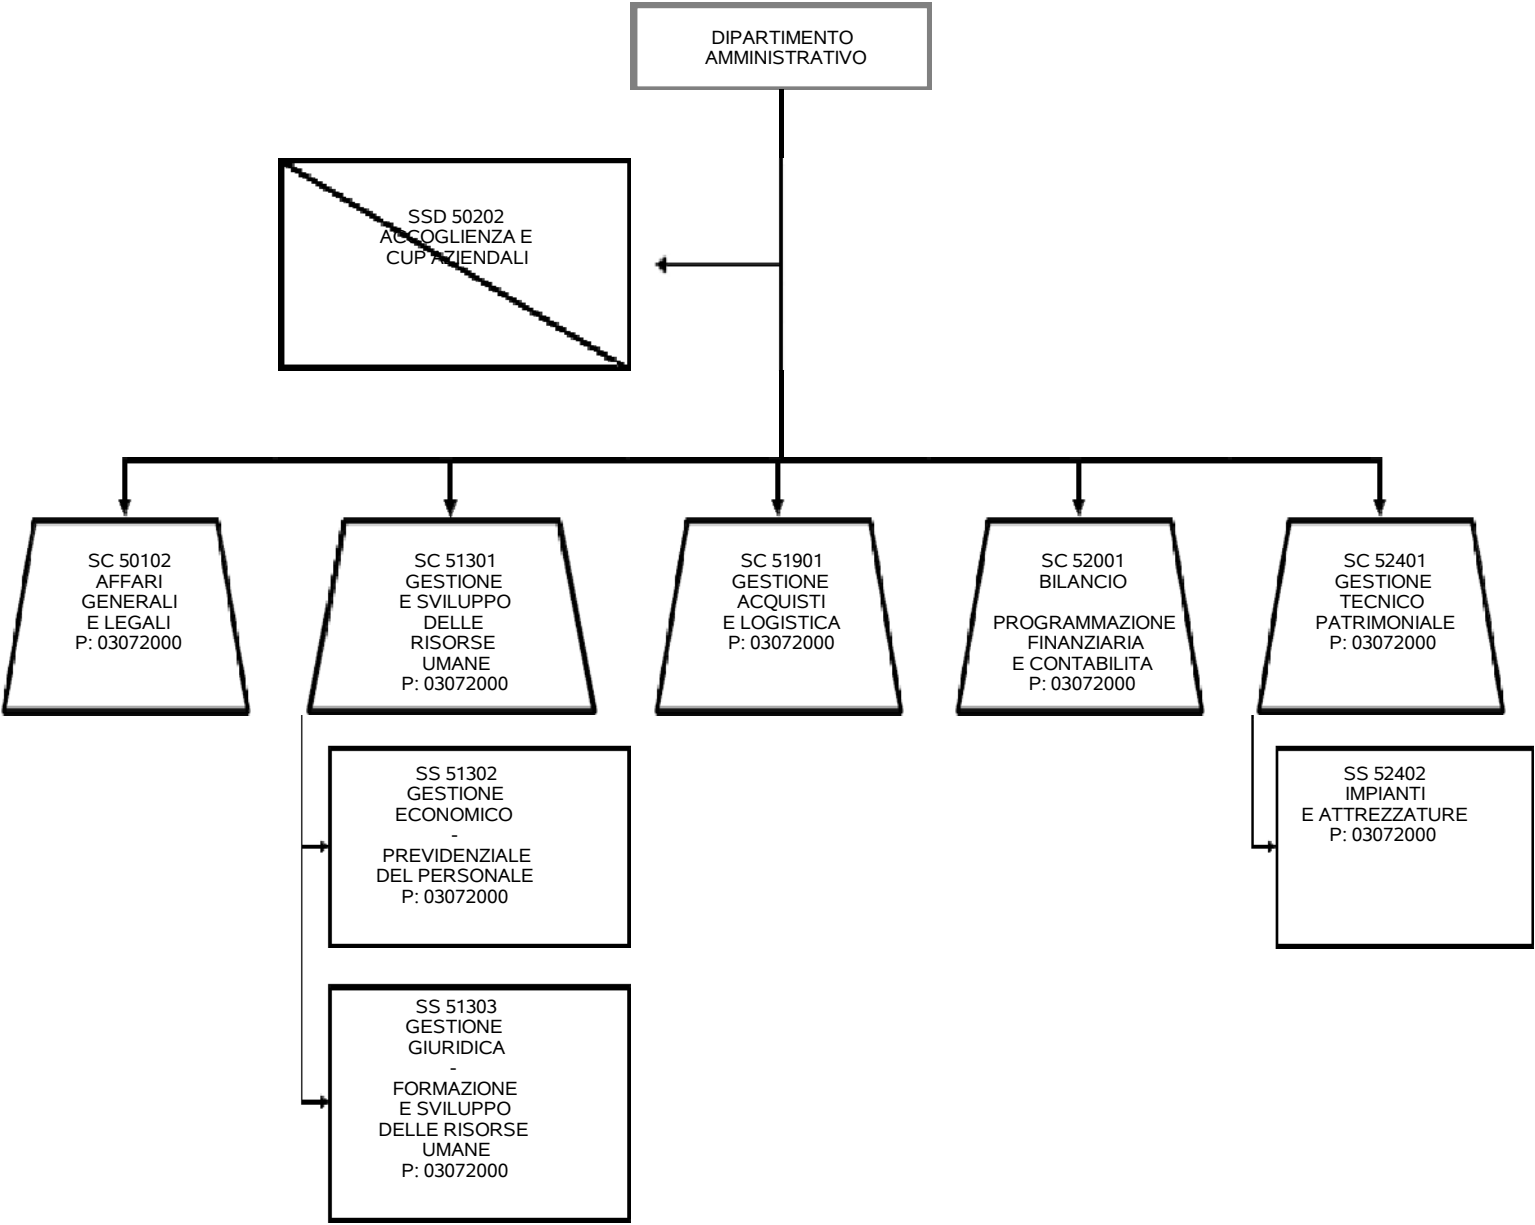 DIPARTIMENTO
AMMINISTRATIVO
SSD 50202
ACCOGLIENZA E
CUP AZIENDALI
SC 50102
AFFARI
GENERALI
E LEGALI
P: 03072000
SC 51301
GESTIONE
E SVILUPPO
DELLE
RISORSE
UMANE
P: 03072000
SC 51901
GESTIONE
ACQUISTI
E LOGISTICA
P: 03072000
SC 52001
BILANCIO
PROGRAMMAZIONE
FINANZIARIA
E CONTABILITA
P: 03072000
SC 52401
GESTIONE
TECNICO
PATRIMONIALE
P: 03072000
SS 51302
GESTIONE
ECONOMICO
-
PREVIDENZIALE
DEL PERSONALE
P: 03072000
SS 52402
IMPIANTI
E ATTREZZATURE
P: 03072000
SS 51303
GESTIONE
GIURIDICA
-
FORMAZIONE
E SVILUPPO
DELLE RISORSE
UMANE
P: 03072000